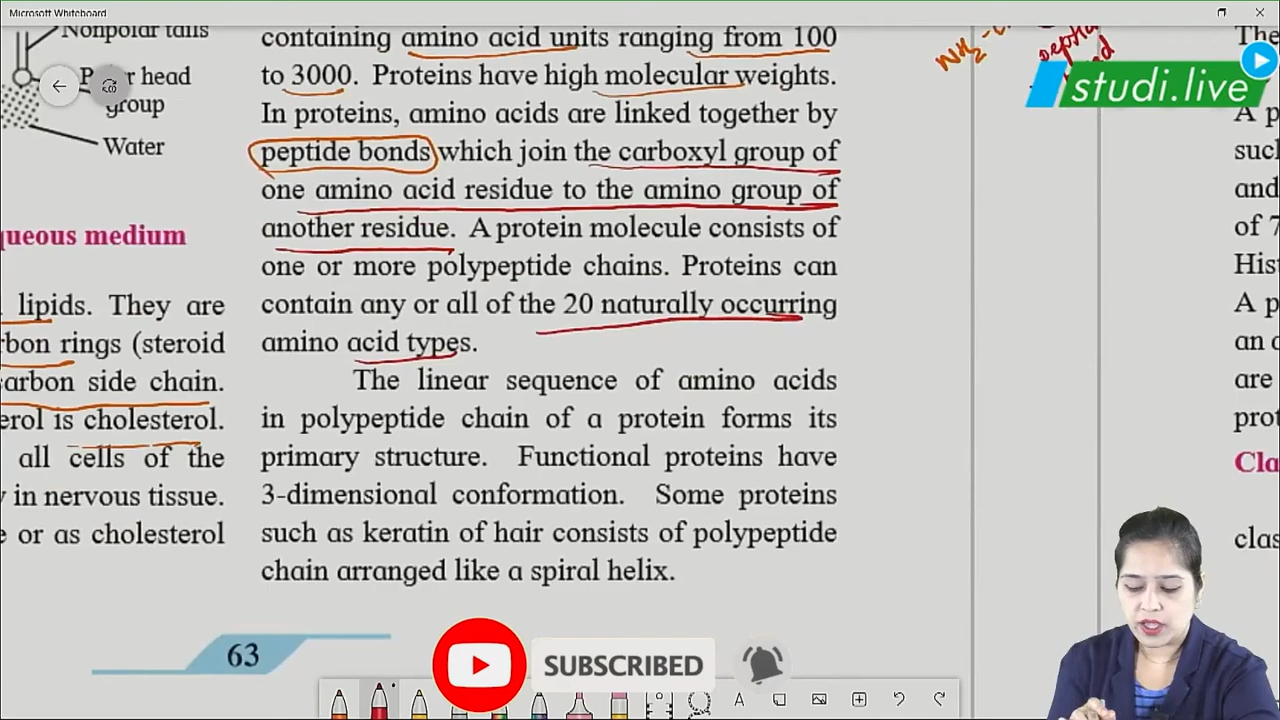 Microsoft Whiteboard
Nonpolar tails
head
group
Water
queous medium
lipids. They are
rbon rings (steroid
arbon side chain.
erol is cholesterol.
all cells of the
y in nervous tissue.
e or as cholesterol
containing amino acid units ranging from 100
to 3000. Proteins have high molecular weights.
In proteins, amino acids are linked together by
peptide bonds which join the carboxyl group of
one amino acid residue to the amino group of
another residue. A protein molecule consists of
one or more polypeptide chains. Proteins can
contain any or all of the 20 naturally occurring
amino acid types.
The linear sequence of amino acids
in polypeptide chain of a protein forms its
primary structure. Functional proteins have
3-dimensional conformation. Some proteins
such as keratin of hair consists of polypeptide
chain arranged like a spiral helix.
63
SUBSCRIBED
NH2
studi.live
The
A p
suc
and
of 7
Hist
A p
an a
are
prot
Cla
clas